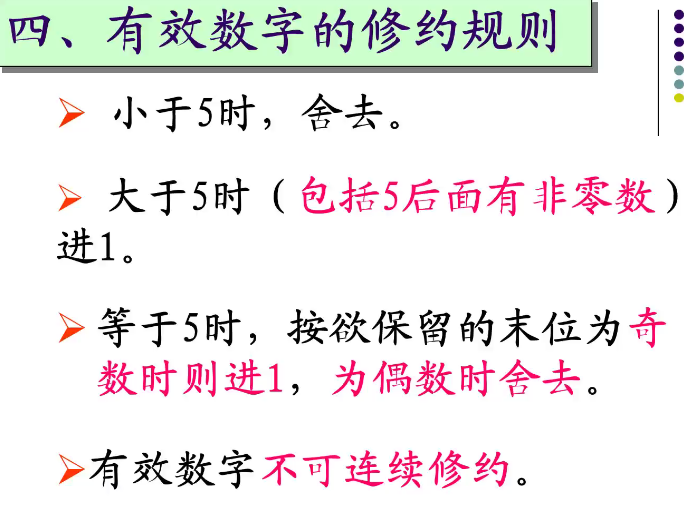 四、有效数字的修约规则
小于5时，舍去。
大于5时（包括5后面有非零数）
进1。
等于5时，按欲保留的末位为奇
数时则进1，为偶数时舍去。
有效数字不可连续修约。